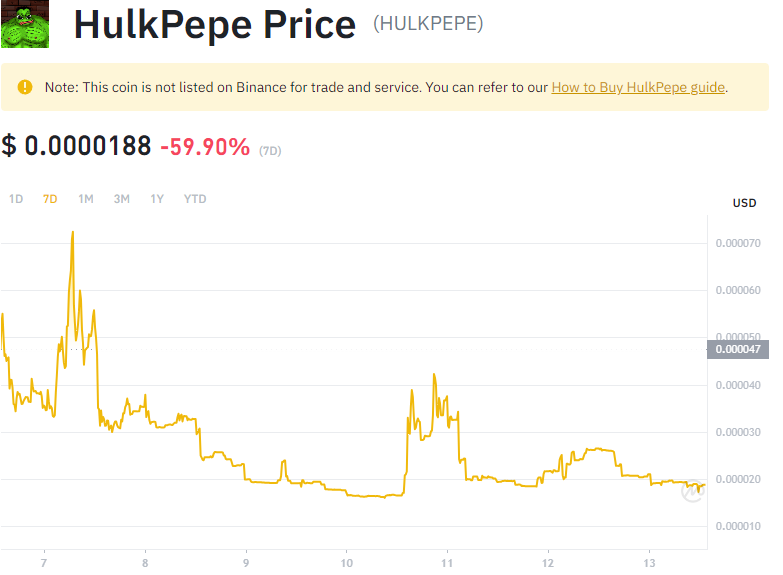 HulkPepe Price (HULKPEPE)
Note: This coin is not listed on Binance for trade and service. You can refer to our How to Buy HulkPepe guide.
$ 0.0000188 -59.90% (7D)
1D 7D 1M 3M 1Y YTD
USD
0.000070
0.000060
0.000050
0.000047
0.000040
0.000030
0.000020
0.000010
7 8 9 10 11 12 13